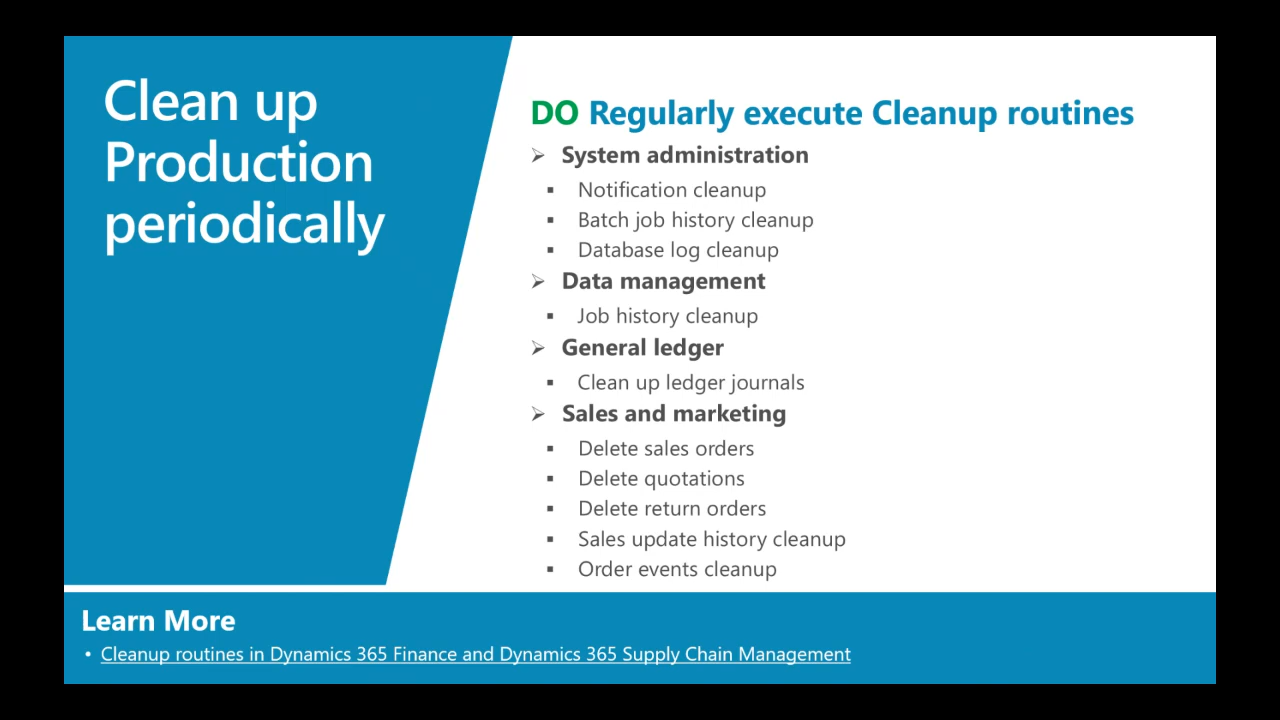 Clean up
Production
periodically
DO Regularly execute Cleanup routines
➢ System administration
▪ Notification cleanup
▪ Batch job history cleanup
▪ Database log cleanup
➢ Data management
▪ Job history cleanup
➢ General ledger
▪ Clean up ledger journals
➢ Sales and marketing
▪ Delete sales orders
▪ Delete quotations
▪ Delete return orders
▪ Sales update history cleanup
▪ Order events cleanup
Learn More
• Cleanup routines in Dynamics 365 Finance and Dynamics 365 Supply Chain Management